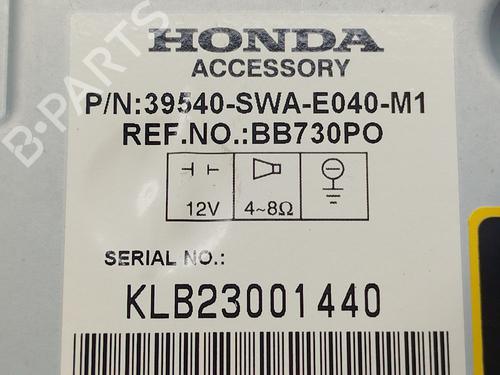 HONDA
ACCESSORY
P/N:39540-SWA-E040-M1
REF.NO.:BB730PO
12V 4~8Ω
SERIAL NO.:
KLB23001440
B-PARTS